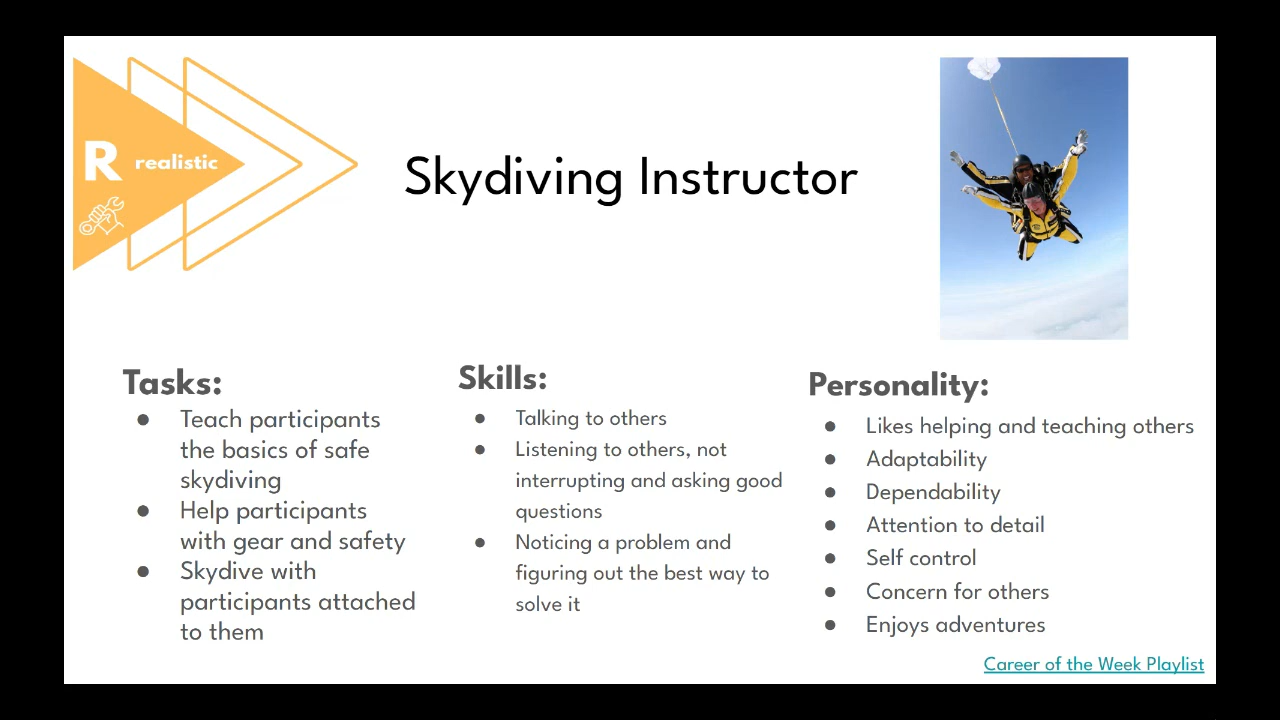 R realistic
Skydiving Instructor
Tasks:
● Teach participants
the basics of safe
skydiving
● Help participants
with gear and safety
● Skydive with
participants attached
to them
Skills:
● Talking to others
● Listening to others, not
interrupting and asking good
questions
● Noticing a problem and
figuring out the best way to
solve it
Personality:
● Likes helping and teaching others
● Adaptability
● Dependability
● Attention to detail
● Self control
● Concern for others
● Enjoys adventures
Career of the Week Playlist